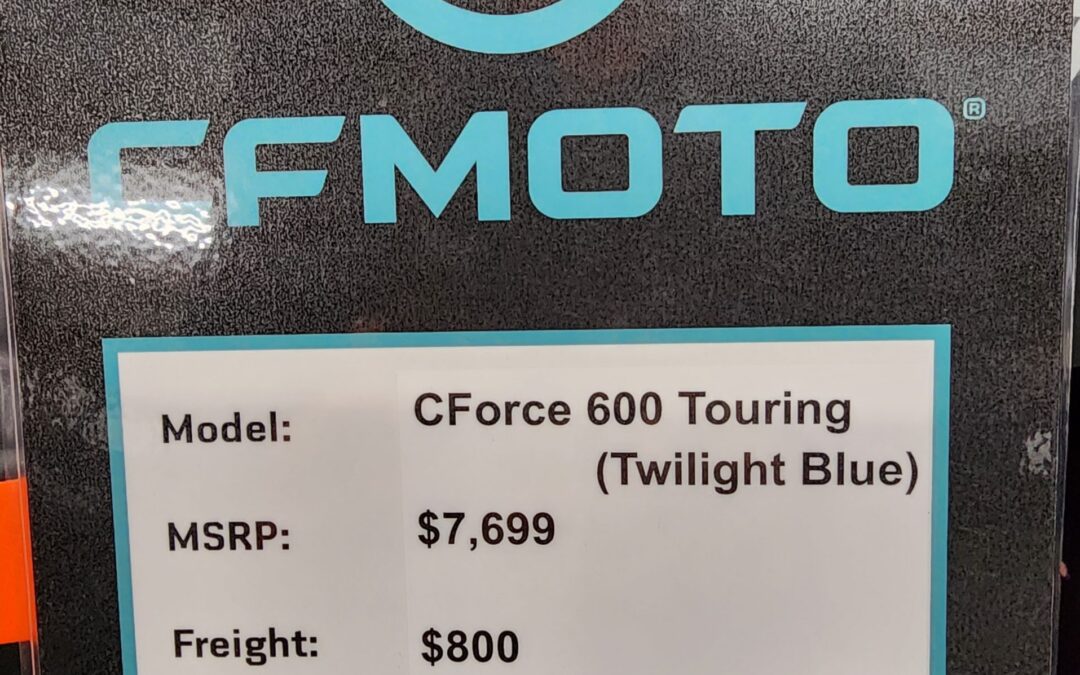 CFMOTO®
Model: CForce 600 Touring
(Twilight Blue)
MSRP: $7,699
Freight: $800